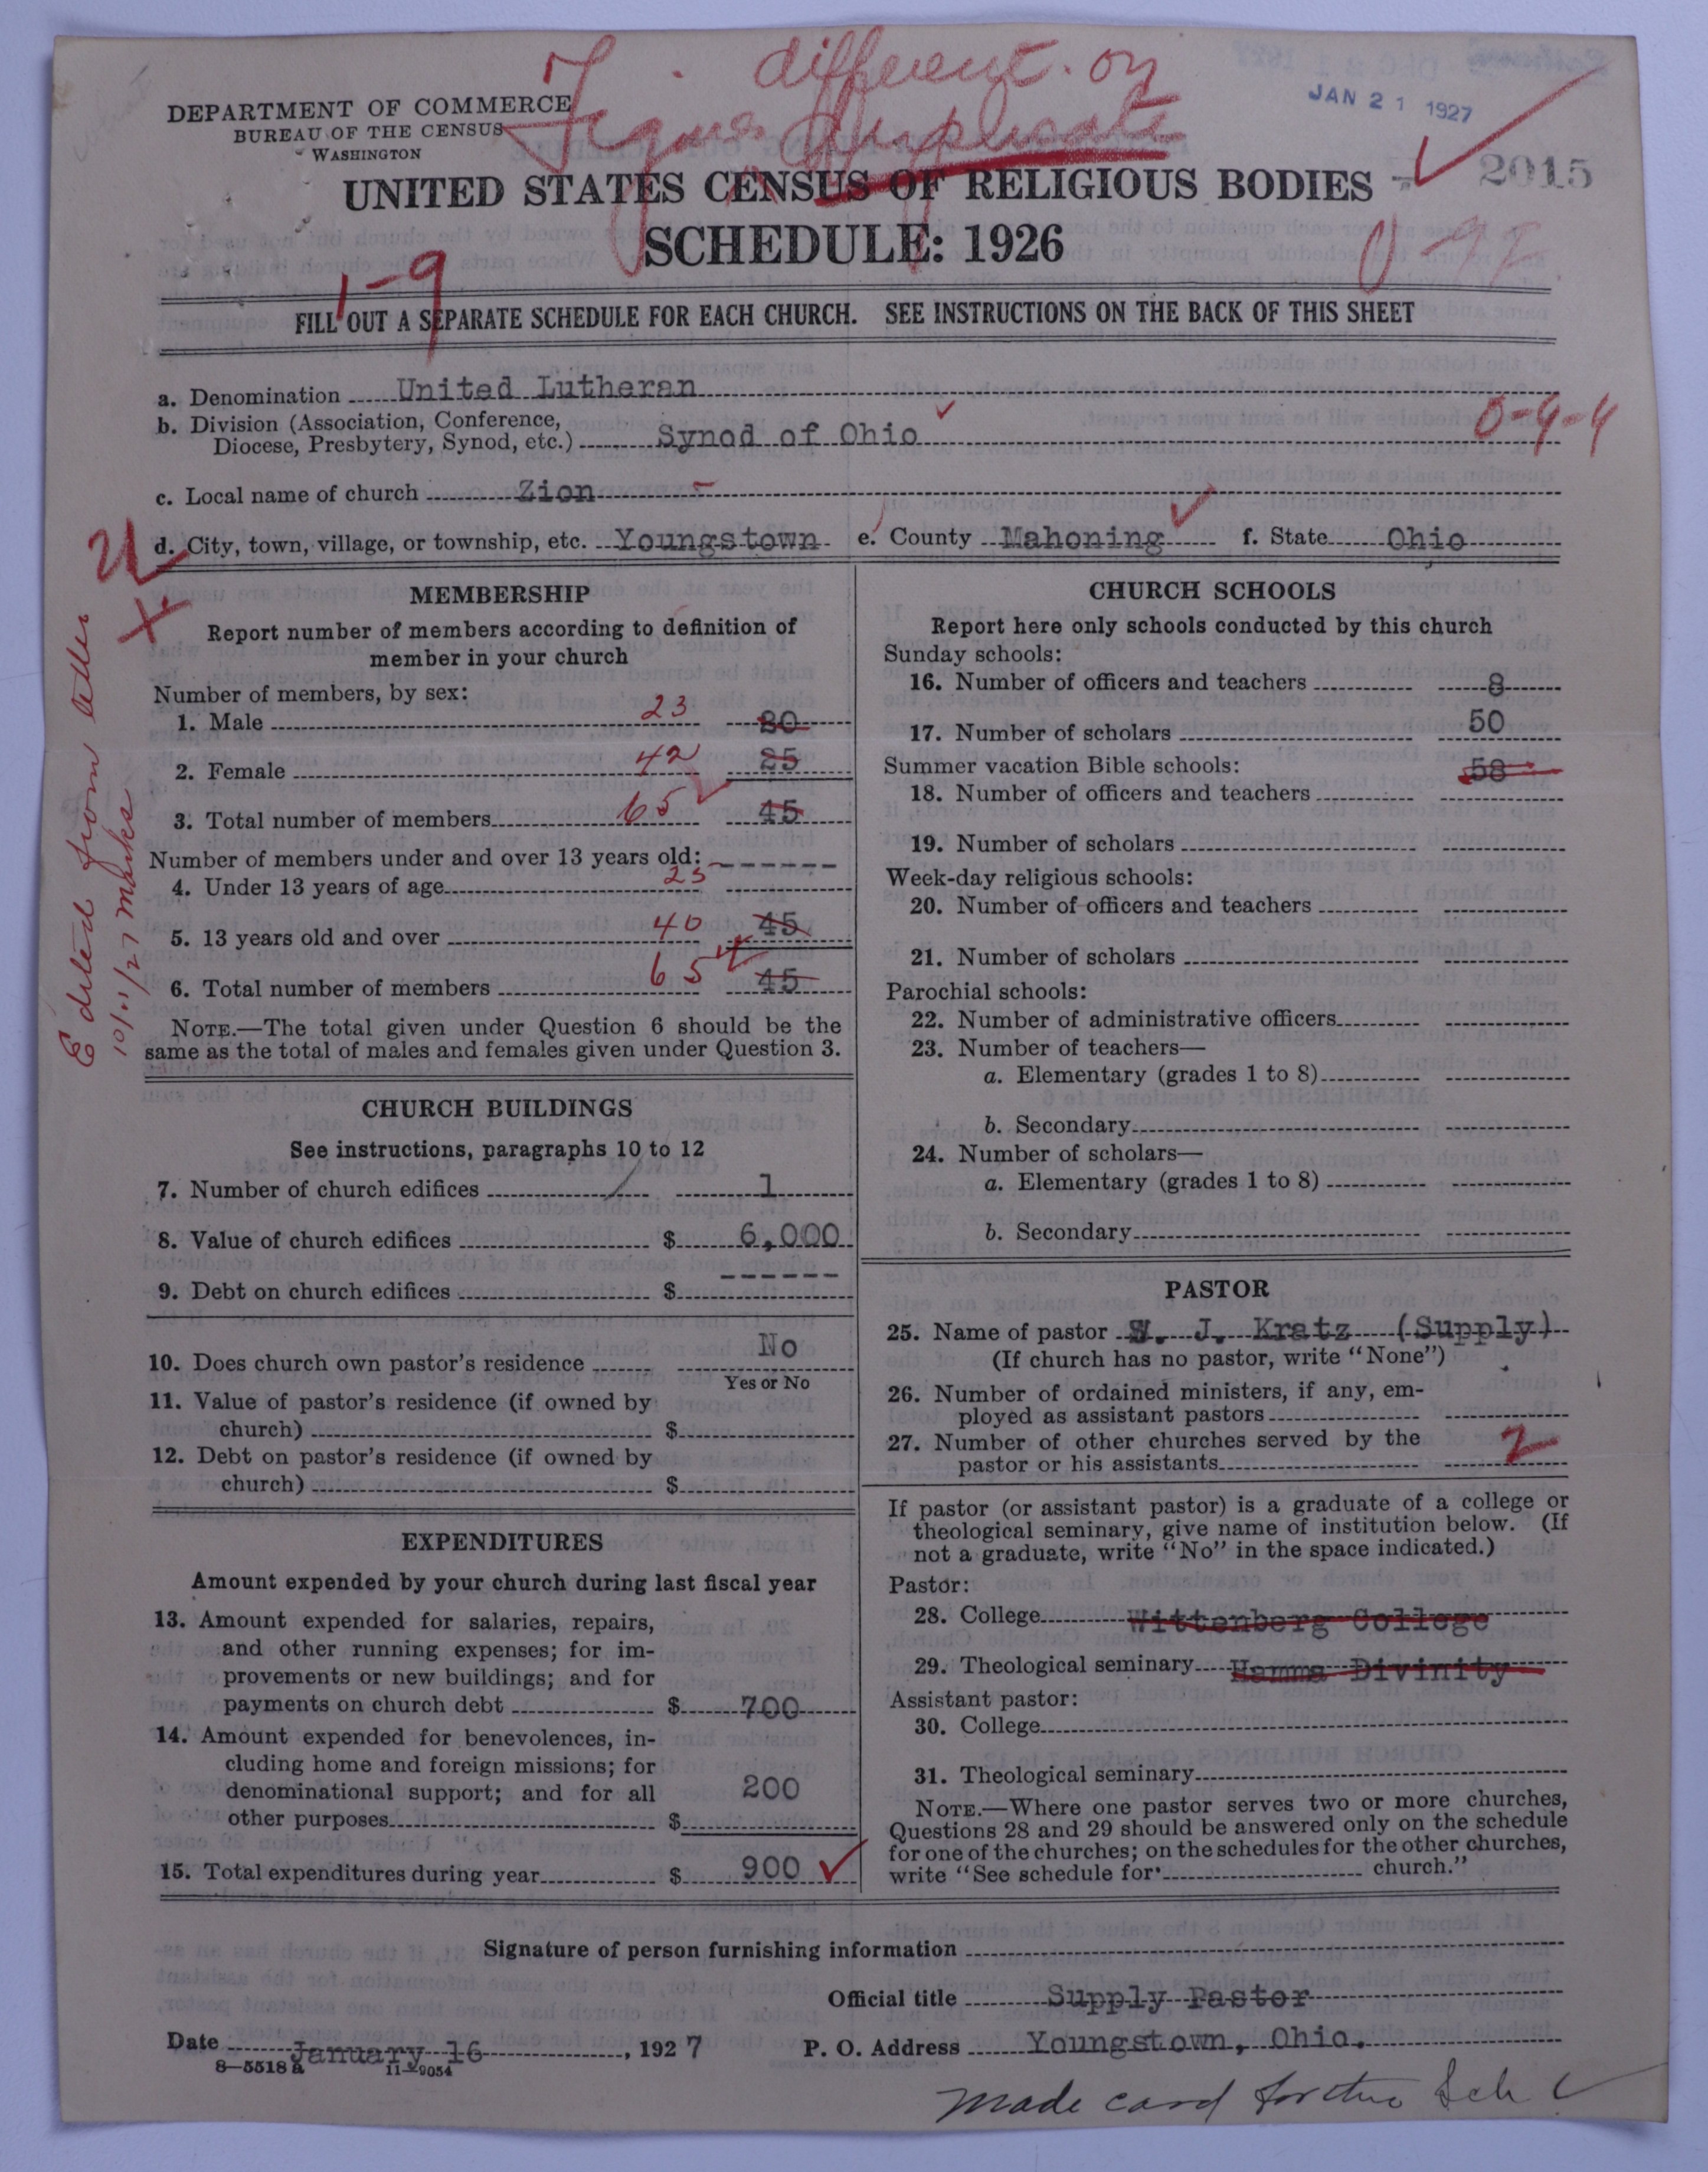 Figures different on
duplicate
JAN 21 1927
DEPARTMENT OF COMMERCE
BUREAU OF THE CENSUS
WASHINGTON
2015
UNITED STATES CENSUS OF RELIGIOUS BODIES
SCHEDULE: 1926
1-9
FILL OUT A SEPARATE SCHEDULE FOR EACH CHURCH. SEE INSTRUCTIONS ON THE BACK OF THIS SHEET
a. Denomination United Lutheran
b. Division (Association, Conference,
Diocese, Presbytery, Synod, etc.) Synod of Ohio
0-4-4
c. Local name of church Zion
d. City, town, village, or township, etc. Youngstown e. County Mahoning f. State Ohio
Edited from letter
10/11/27 Marks
MEMBERSHIP
Report number of members according to definition of
member in your church
Number of members, by sex:
1. Male 23 20
2. Female 42 25
3. Total number of members 65 45
Number of members under and over 13 years old: ------
4. Under 13 years of age 25
5. 13 years old and over 40 45
6. Total number of members 65 45
NOTE.—The total given under Question 6 should be the
same as the total of males and females given under Question 3.
CHURCH BUILDINGS
See instructions, paragraphs 10 to 12
7. Number of church edifices 1
8. Value of church edifices $ 6,000
9. Debt on church edifices $ ------
10. Does church own pastor's residence No
Yes or No
11. Value of pastor's residence (if owned by
church) $
12. Debt on pastor's residence (if owned by
church) $
EXPENDITURES
Amount expended by your church during last fiscal year
13. Amount expended for salaries, repairs,
and other running expenses; for im-
provements or new buildings; and for
payments on church debt $ 700
14. Amount expended for benevolences, in-
cluding home and foreign missions; for
denominational support; and for all
other purposes $ 200
15. Total expenditures during year $ 900
CHURCH SCHOOLS
Report here only schools conducted by this church
Sunday schools:
16. Number of officers and teachers 8
17. Number of scholars 50
Summer vacation Bible schools: 58
18. Number of officers and teachers
19. Number of scholars
Week-day religious schools:
20. Number of officers and teachers
21. Number of scholars
Parochial schools:
22. Number of administrative officers
23. Number of teachers—
a. Elementary (grades 1 to 8)
b. Secondary
24. Number of scholars—
a. Elementary (grades 1 to 8)
b. Secondary
PASTOR
25. Name of pastor W. J. Kratz (Supply)
(If church has no pastor, write "None")
26. Number of ordained ministers, if any, em-
ployed as assistant pastors
27. Number of other churches served by the
pastor or his assistants 2
If pastor (or assistant pastor) is a graduate of a college or
theological seminary, give name of institution below. (If
not a graduate, write "No" in the space indicated.)
Pastor:
28. College Wittenberg College
29. Theological seminary Hamma Divinity
Assistant pastor:
30. College
31. Theological seminary
NOTE.—Where one pastor serves two or more churches,
Questions 28 and 29 should be answered only on the schedule
for one of the churches; on the schedules for the other churches,
write "See schedule for church."
Signature of person furnishing information
Official title Supply Pastor
Date January 16, 1927 P. O. Address Youngstown, Ohio.
8-5518 a 11-9054
Made card for this Sch